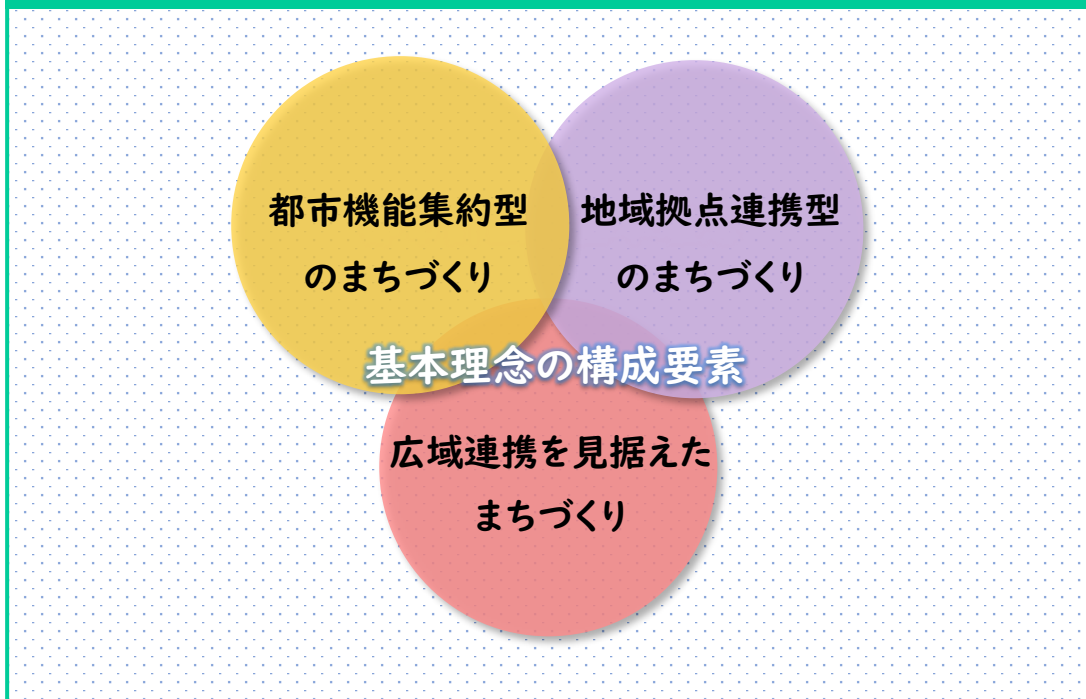 都市機能集約型
のまちづくり
地域拠点連携型
のまちづくり
基本理念の構成要素
広域連携を見据えた
まちづくり